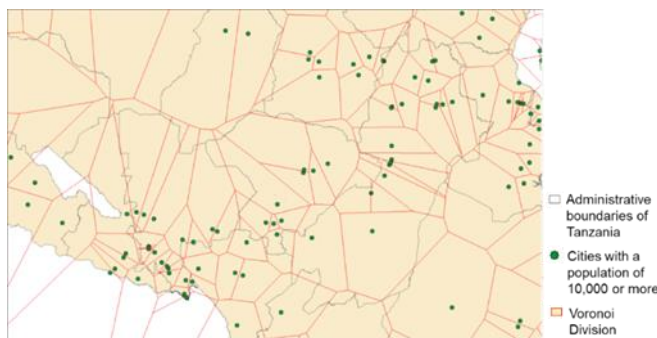 Administrative
boundaries of
Tanzania
Cities with a
population of
10,000 or more
Voronoi
Division